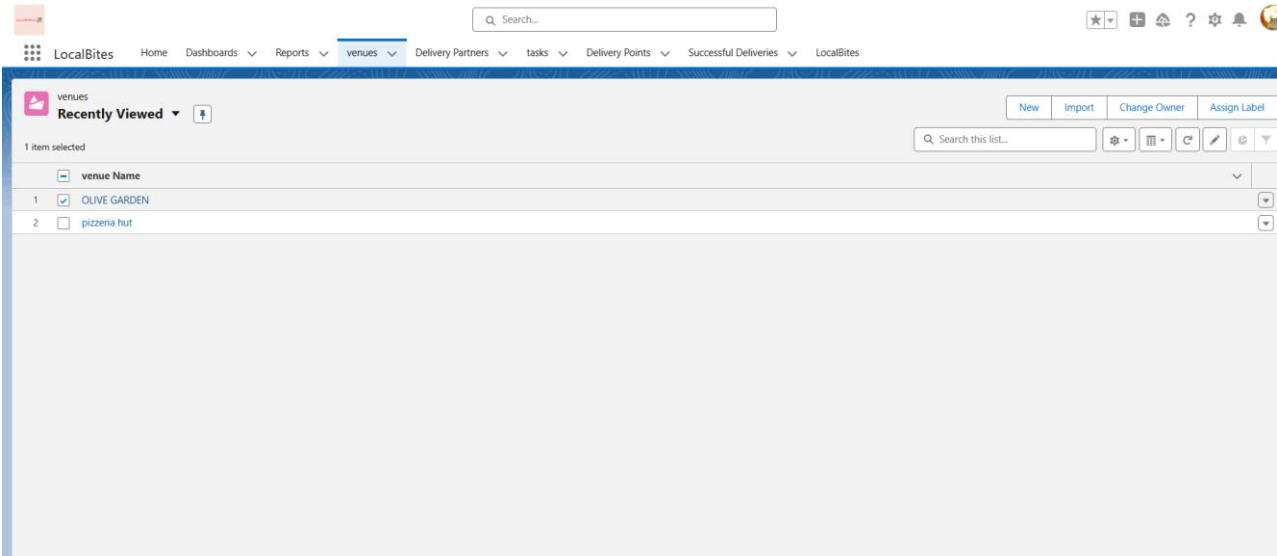 Search...
LocalBites Home Dashboards Reports venues Delivery Partners tasks Delivery Points Successful Deliveries LocalBites
venues
Recently Viewed
New Import Change Owner Assign Label
1 item selected
Search this list...
venue Name
1 OLIVE GARDEN
2 pizzeria hut